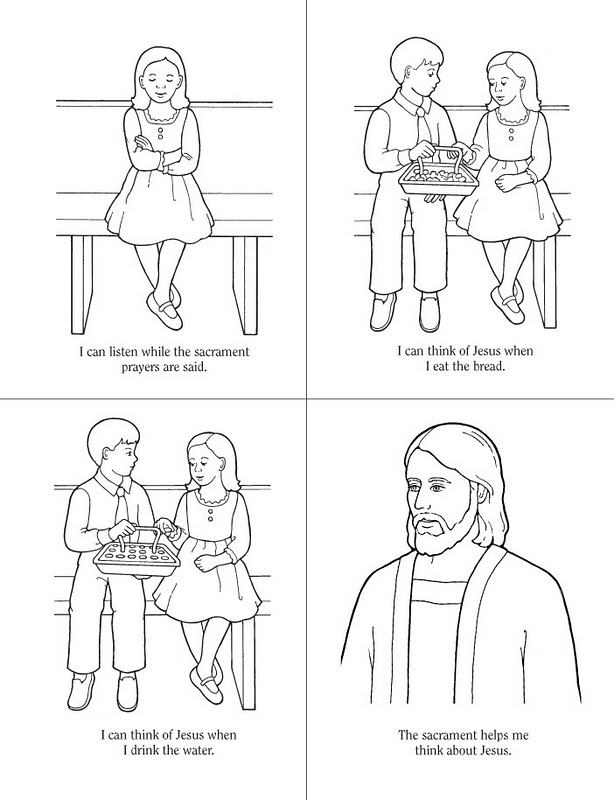 I can listen while the sacrament
prayers are said.
I can think of Jesus when
I eat the bread.
I can think of Jesus when
I drink the water.
The sacrament helps me
think about Jesus.